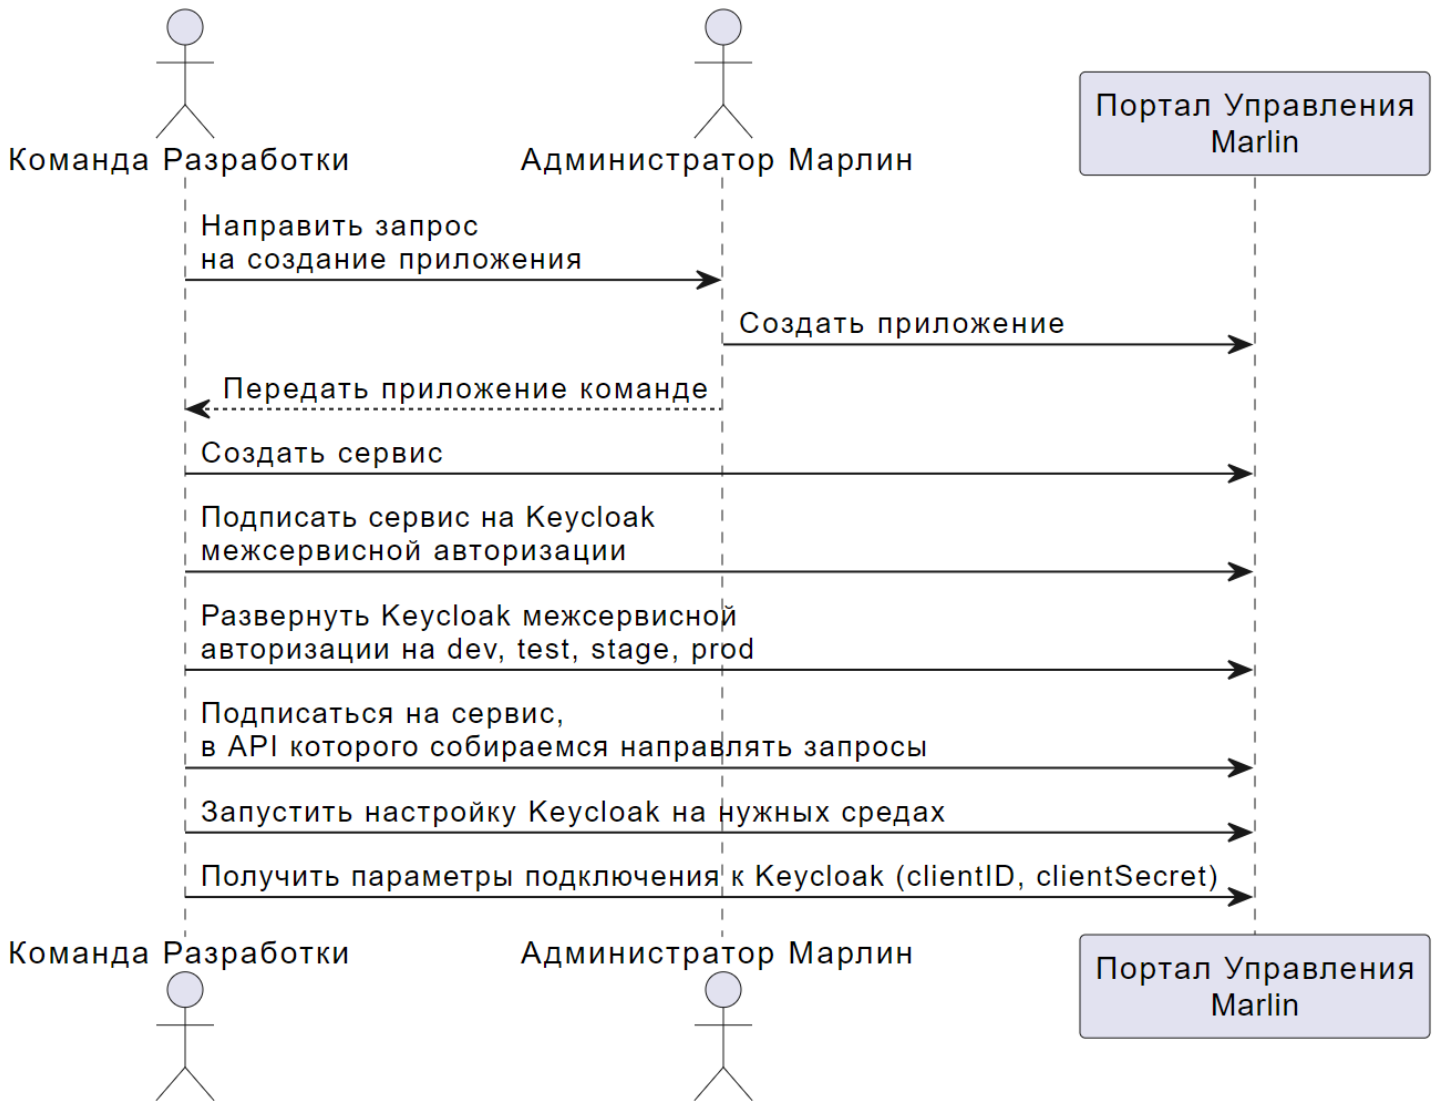 Команда Разработки
Администратор Марлин
Портал Управления
Marlin
Направить запрос
на создание приложения
Создать приложение
Передать приложение команде
Создать сервис
Подписать сервис на Keycloak
межсервисной авторизации
Развернуть Keycloak межсервисной
авторизации на dev, test, stage, prod
Подписаться на сервис,
в API которого собираемся направлять запросы
Запустить настройку Keycloak на нужных средах
Получить параметры подключения к Keycloak (clientID, clientSecret)
Команда Разработки
Администратор Марлин
Портал Управления
Marlin